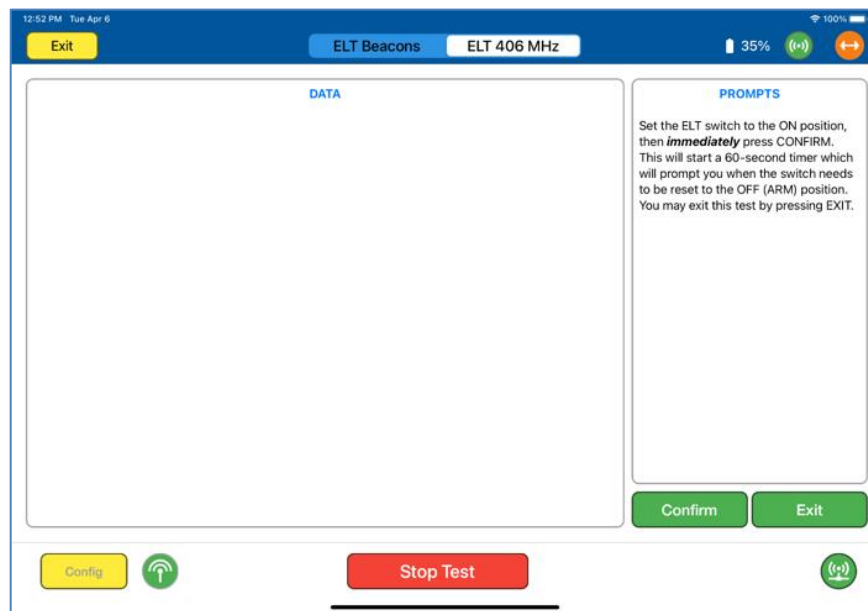 12:52 PM Tue Apr 6
100%
Exit
ELT Beacons
ELT 406 MHz
35%
DATA
PROMPTS
Set the ELT switch to the ON position,
then immediately press CONFIRM.
This will start a 60-second timer which
will prompt you when the switch needs
to be reset to the OFF (ARM) position.
You may exit this test by pressing EXIT.
Confirm
Exit
Config
Stop Test